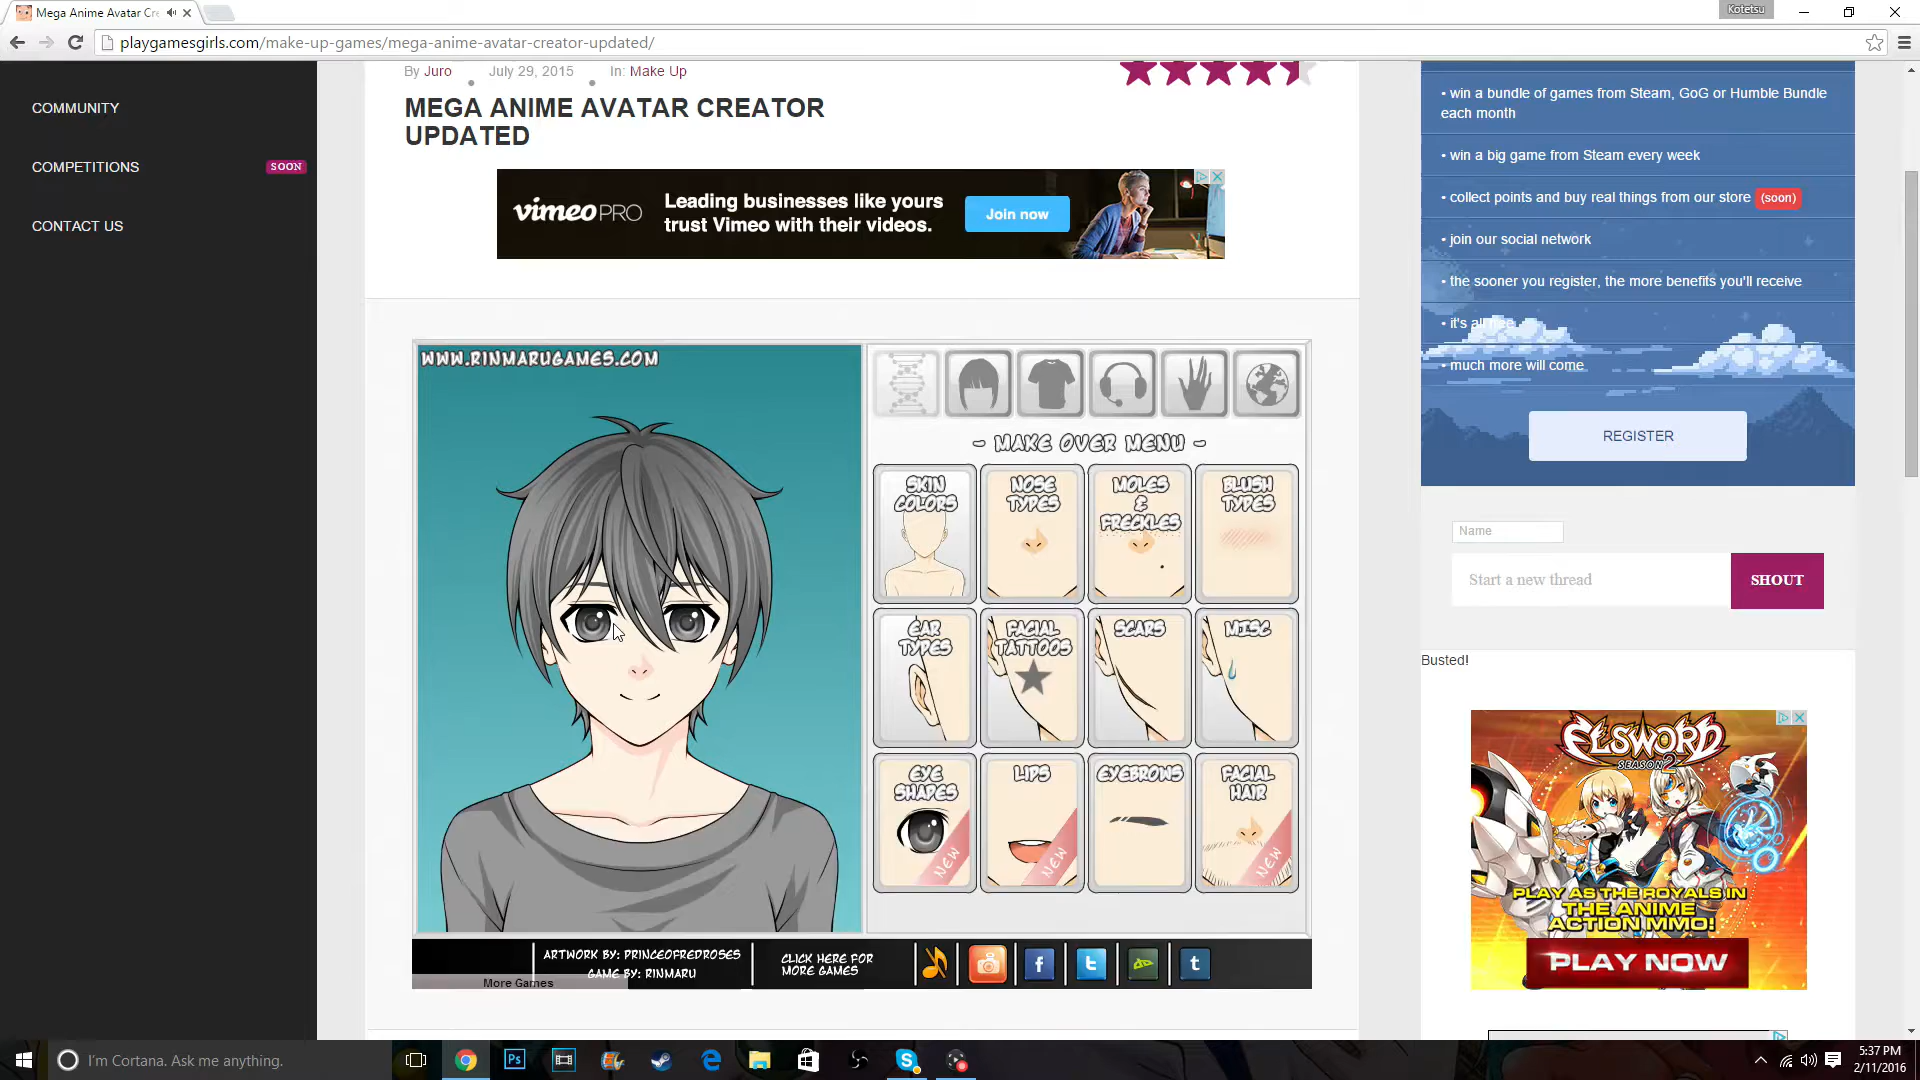 Mega Anime Avatar Cr
Kotetsu
playgamesgirls.com/make-up-games/mega-anime-avatar-creator-updated/
COMMUNITY
COMPETITIONS
SOON
CONTACT US
By Juro
July 29, 2015
In: Make Up
MEGA ANIME AVATAR CREATOR
UPDATED
vimeo PRO
Leading businesses like yours
trust Vimeo with their videos.
Join now
WWW.RINMARUGAMES.COM
- MAKE OVER MENU -
SKIN
COLORS
NOSE
TYPES
MOLES
&
FRECKLES
BLUSH
TYPES
EAR
TYPES
FACIAL
TATTOOS
SCARS
MISC
EYE
SHAPES
NEW
LIPS
NEW
EYEBROWS
FACIAL
HAIR
NEW
ARTWORK BY: PRINCEOFREDROSES
GAME BY: RINMARU
CLICK HERE FOR
MORE GAMES
More Games
• win a bundle of games from Steam, GoG or Humble Bundle
each month
• win a big game from Steam every week
• collect points and buy real things from our store (soon)
• join our social network
• the sooner you register, the more benefits you'll receive
• it's all free
• much more will come
REGISTER
Name
Start a new thread
SHOUT
Busted!
ELSWORD
SEASON 2
PLAY AS THE ROYALS IN
THE ANIME
ACTION MMO!
PLAY NOW
I'm Cortana. Ask me anything.
5:37 PM
2/11/2016